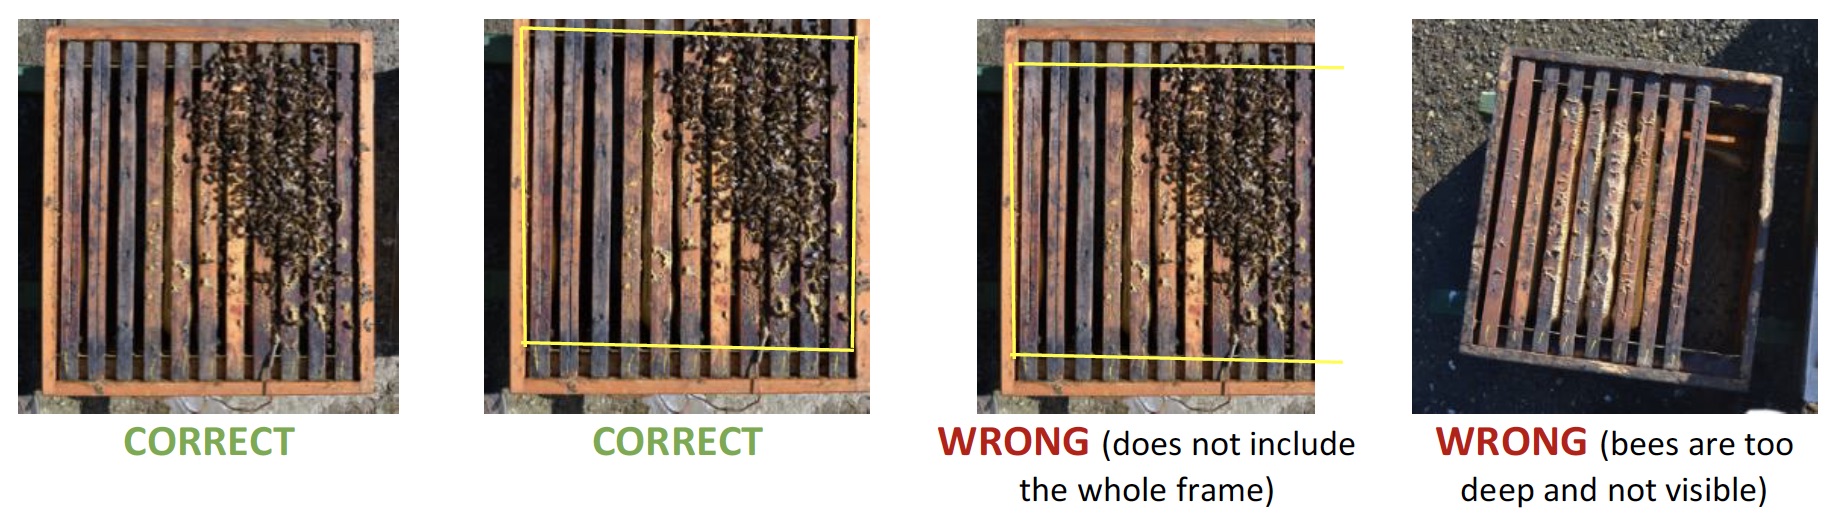 CORRECT
CORRECT
WRONG (does not include
the whole frame)
WRONG (bees are too
deep and not visible)